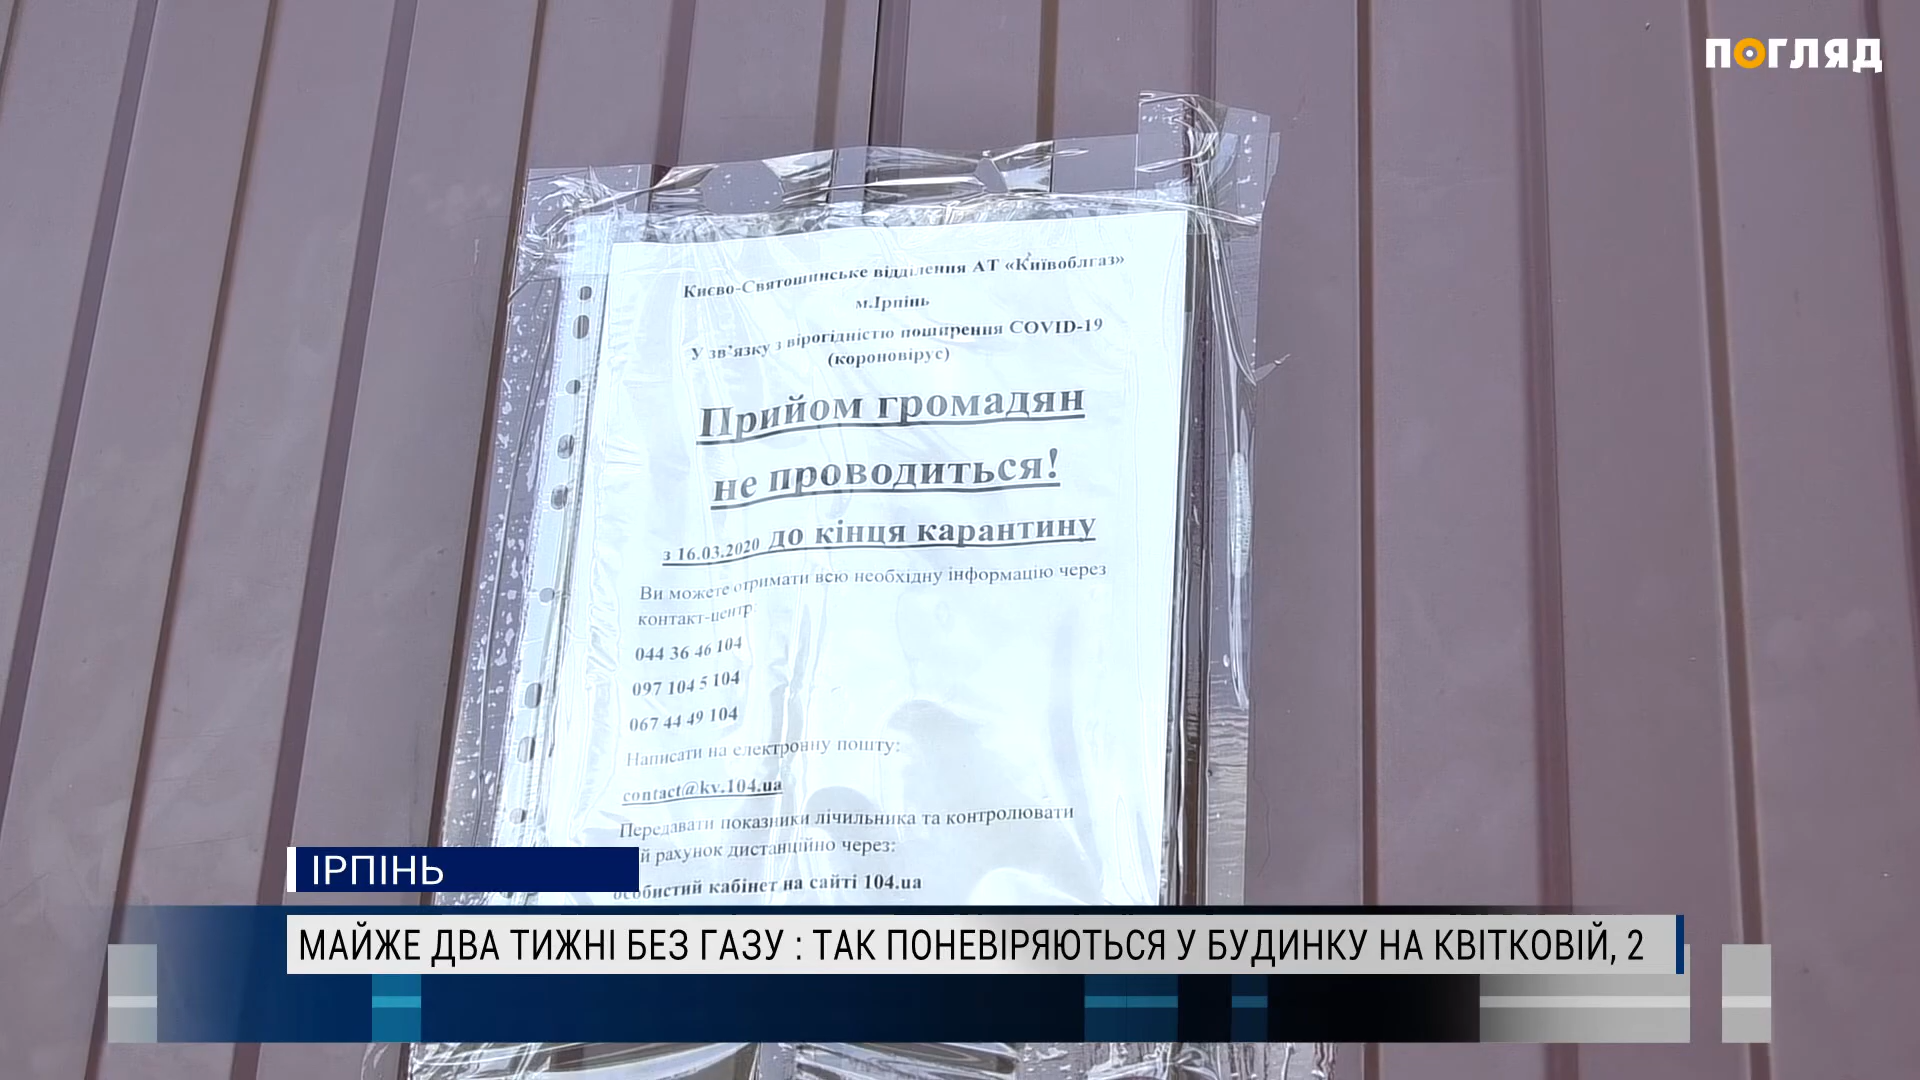 ПОГЛЯД
Києво-Святошинське відділення АТ «Київоблгаз»
м.Ірпінь
У зв'язку з вірогідністю поширення COVID-19
(короновірус)
Прийом громадян
не проводиться!
з 16.03.2020 до кінця карантину
Ви можете отримати всю необхідну інформацію через
контакт-центр:
044 36 46 104
097 104 5 104
067 44 49 104
Написати на електронну пошту:
contact@kv.104.ua
Передавати показники лічильника та контролювати
й рахунок дистанційно через:
особистий кабінет на сайті 104.ua
ІРПІНЬ
МАЙЖЕ ДВА ТИЖНІ БЕЗ ГАЗУ : ТАК ПОНЕВІРЯЮТЬСЯ У БУДИНКУ НА КВІТКОВІЙ, 2